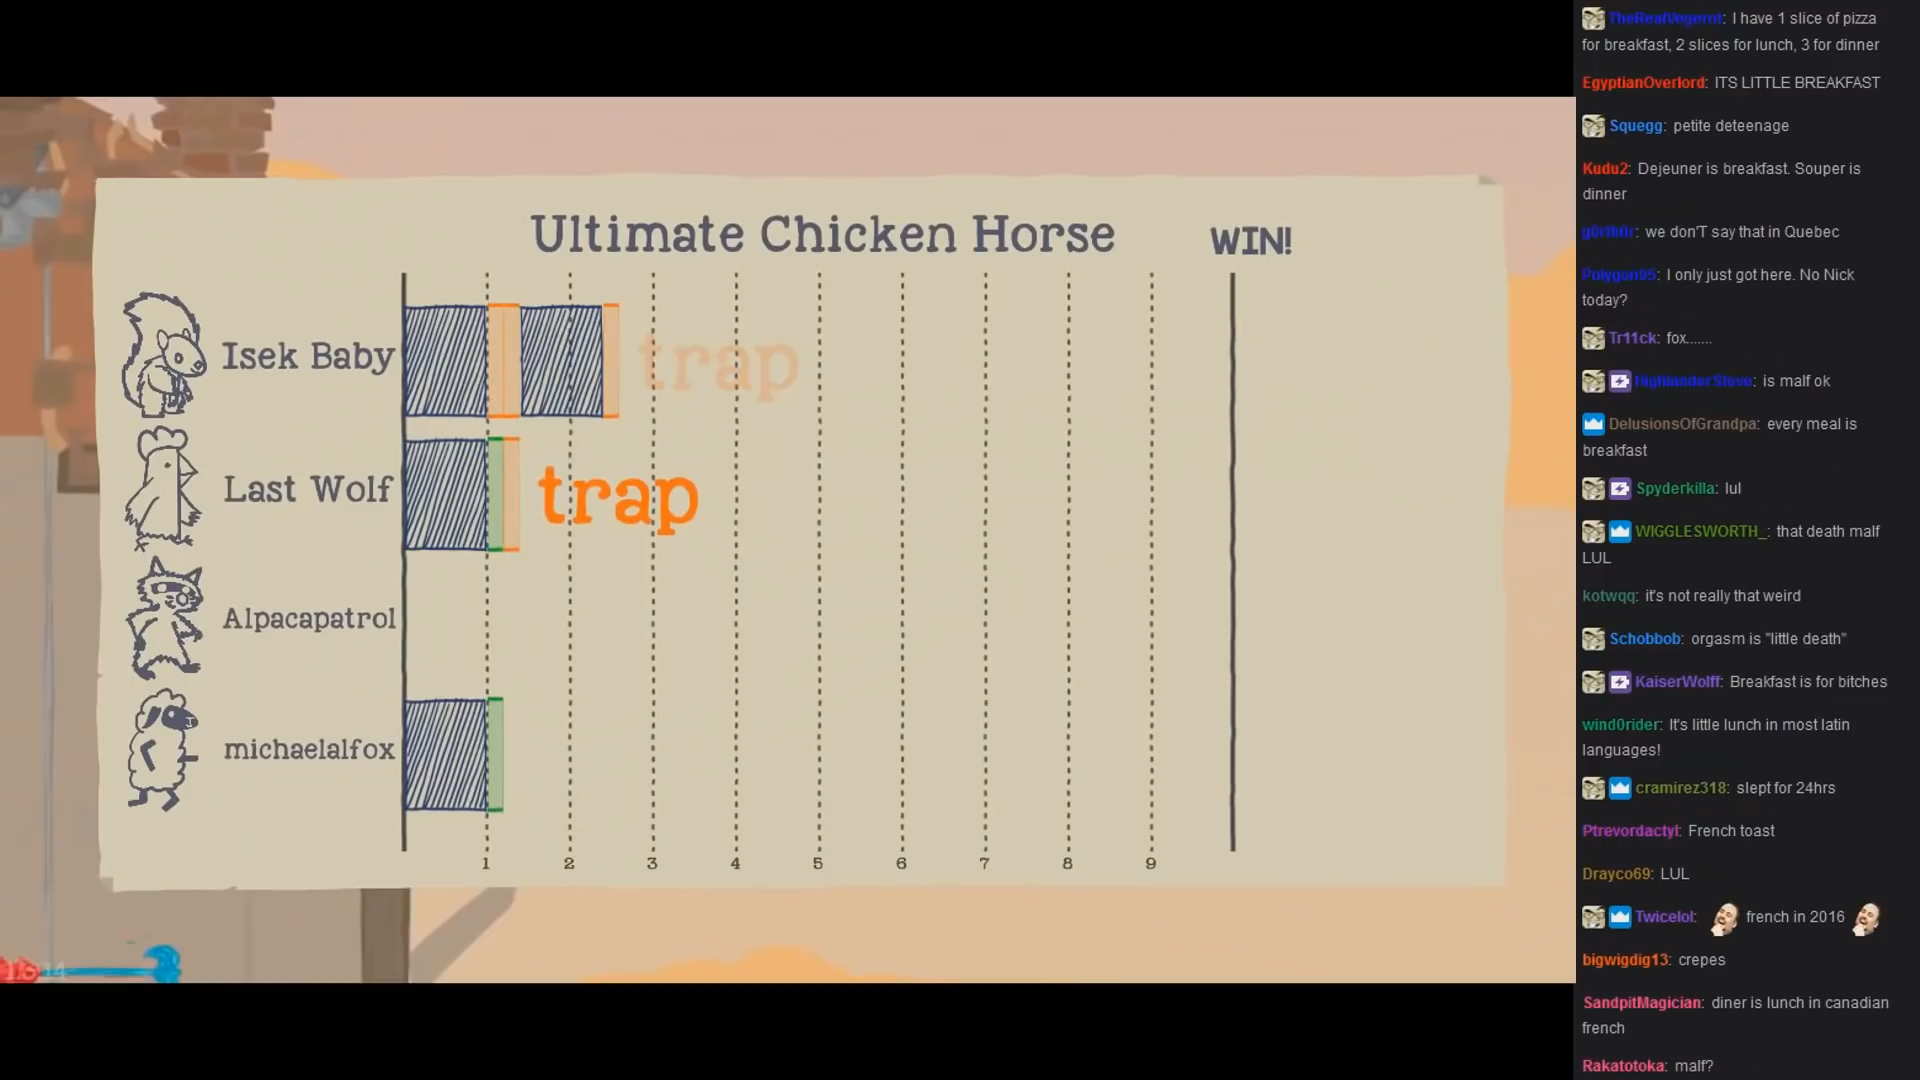 Ultimate Chicken Horse
WIN!
Isek Baby
trap
Last Wolf
trap
Alpacapatrol
michaelalfox
1 2 3 4 5 6 7 8 9
TheRealVegerot: I have 1 slice of pizza
for breakfast, 2 slices for lunch, 3 for dinner
EgyptianOverlord: ITS LITTLE BREAKFAST
Squegg: petite deteenage
Kudu2: Dejeuner is breakfast. Souper is
dinner
g0rth0r: we don'T say that in Quebec
Polygon95: I only just got here. No Nick
today?
Tr11ck: fox.......
HighlanderSteve: is malf ok
DelusionsOfGrandpa: every meal is
breakfast
Spyderkilla: lul
WIGGLESWORTH_: that death malf
LUL
kotwqq: it's not really that weird
Schobbob: orgasm is "little death"
KaiserWolff: Breakfast is for bitches
wind0rider: It's little lunch in most latin
languages!
cramirez318: slept for 24hrs
Ptrevordactyl: French toast
Drayco69: LUL
Twicelol: french in 2016
bigwigdig13: crepes
SandpitMagician: diner is lunch in canadian
french
Rakatotoka: malf?